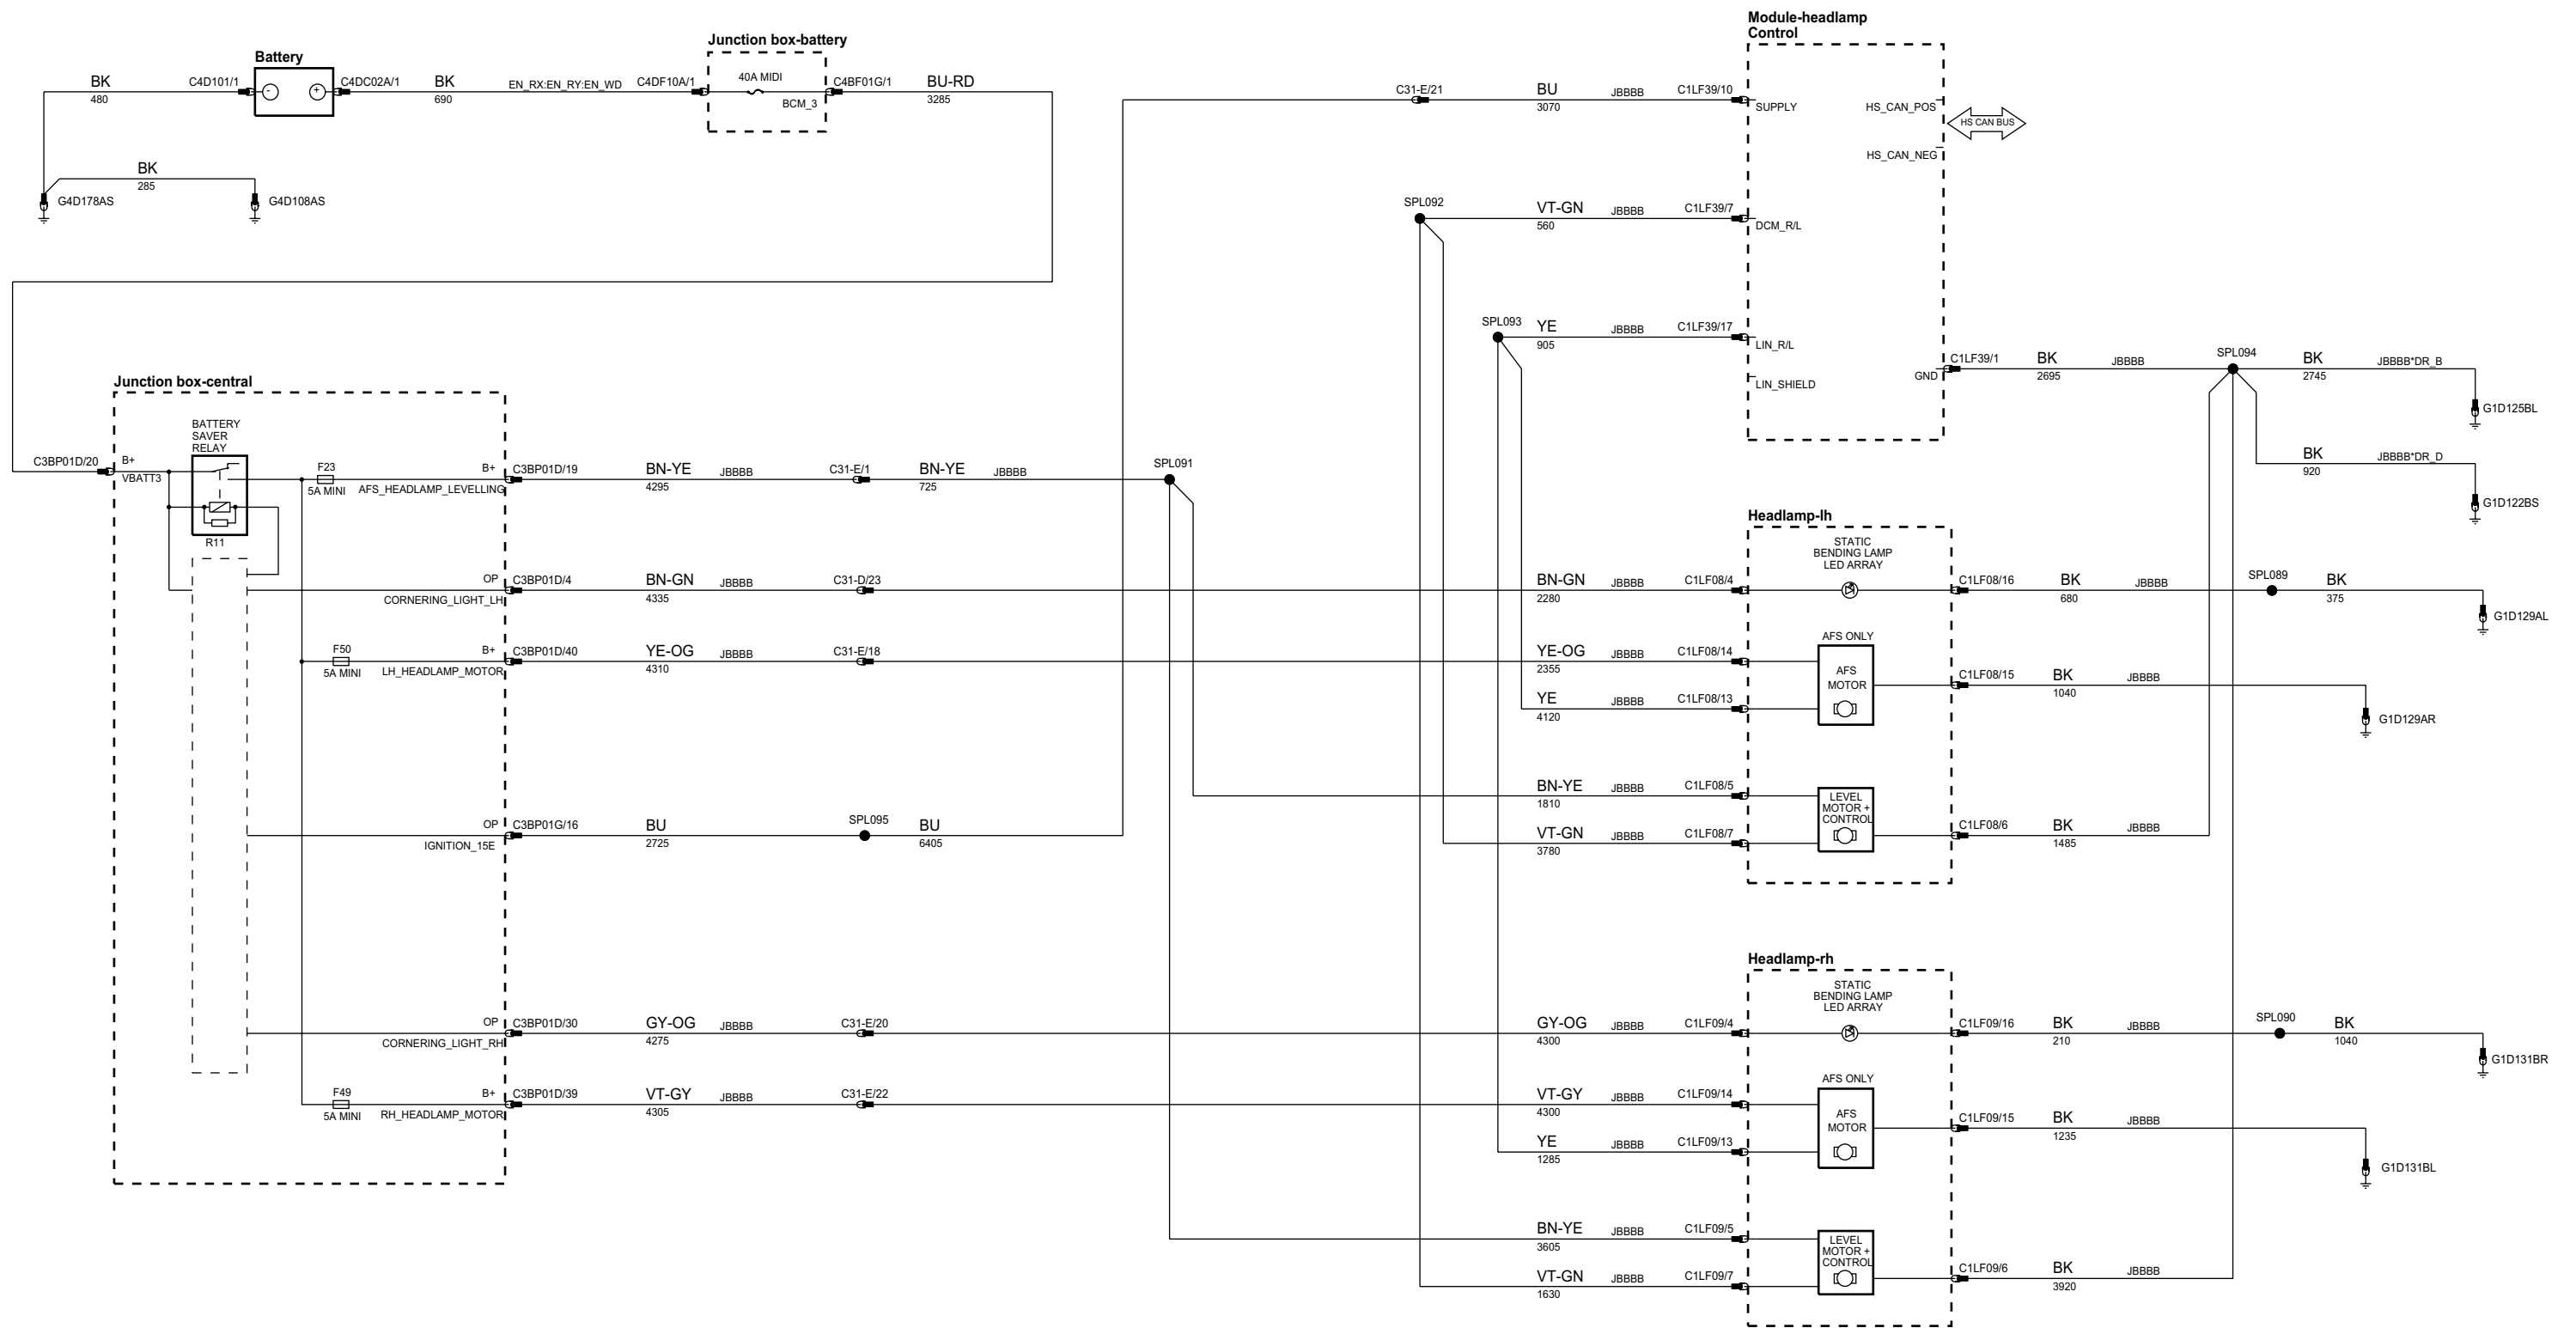 Battery
BK
480
C4D101/1
-
+
C4DC02A/1
BK
690
EN_RX:EN_RY:EN_WD
C4DF10A/1
Junction box-battery
40A MIDI
BCM_3
C4BF01G/1
BU-RD
3285
BK
285
G4D178AS
G4D108AS
Module-headlamp
Control
C31-E/21
BU
3070
JBBBB
C1LF39/10
SUPPLY
HS_CAN_POS
HS CAN BUS
HS_CAN_NEG
SPL092
VT-GN
560
JBBBB
C1LF39/7
DCM_R/L
SPL093
YE
905
JBBBB
C1LF39/17
LIN_R/L
LIN_SHIELD
GND
C1LF39/1
BK
2695
JBBBB
SPL094
BK
2745
JBBBB*DR_B
G1D125BL
BK
920
JBBBB*DR_D
G1D122BS
Junction box-central
BATTERY
SAVER
RELAY
C3BP01D/20
B+
VBATT3
R11
F23
5A MINI
B+
AFS_HEADLAMP_LEVELLING
C3BP01D/19
BN-YE
4295
JBBBB
C31-E/1
BN-YE
725
JBBBB
SPL091
OP
CORNERING_LIGHT_LH
C3BP01D/4
BN-GN
4335
JBBBB
C31-D/23
F50
5A MINI
B+
LH_HEADLAMP_MOTOR
C3BP01D/40
YE-OG
4310
JBBBB
C31-E/18
OP
IGNITION_15E
C3BP01G/16
BU
2725
SPL095
BU
6405
OP
CORNERING_LIGHT_RH
C3BP01D/30
GY-OG
4275
JBBBB
C31-E/20
F49
5A MINI
B+
RH_HEADLAMP_MOTOR
C3BP01D/39
VT-GY
4305
JBBBB
C31-E/22
Headlamp-lh
STATIC
BENDING LAMP
LED ARRAY
BN-GN
2280
JBBBB
C1LF08/4
C1LF08/16
BK
680
JBBBB
SPL089
BK
375
G1D129AL
AFS ONLY
AFS
MOTOR
YE-OG
2355
JBBBB
C1LF08/14
YE
4120
JBBBB
C1LF08/13
C1LF08/15
BK
1040
JBBBB
G1D129AR
BN-YE
1810
JBBBB
C1LF08/5
LEVEL
MOTOR +
CONTROL
VT-GN
3780
JBBBB
C1LF08/7
C1LF08/6
BK
1485
JBBBB
Headlamp-rh
STATIC
BENDING LAMP
LED ARRAY
GY-OG
4300
JBBBB
C1LF09/4
C1LF09/16
BK
210
JBBBB
SPL090
BK
1040
G1D131BR
AFS ONLY
AFS
MOTOR
VT-GY
4300
JBBBB
C1LF09/14
YE
1285
JBBBB
C1LF09/13
C1LF09/15
BK
1235
JBBBB
G1D131BL
BN-YE
3605
JBBBB
C1LF09/5
LEVEL
MOTOR +
CONTROL
VT-GN
1630
JBBBB
C1LF09/7
C1LF09/6
BK
3920
JBBBB